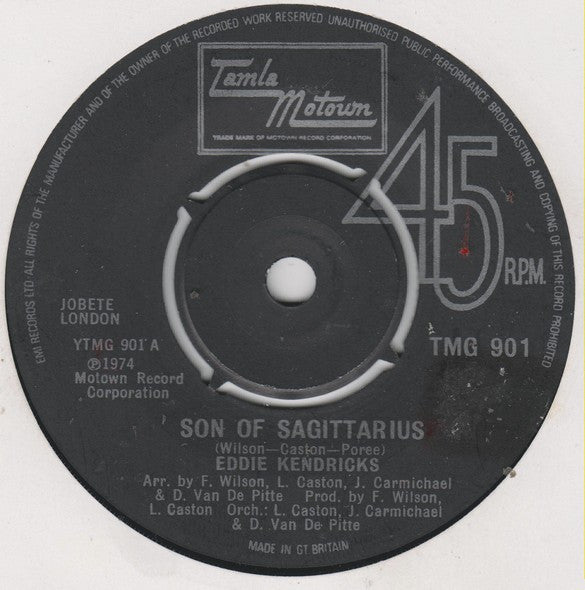 EMI RECORDS LTD ALL RIGHTS OF THE MANUFACTURER AND OF THE OWNER OF THE RECORDED WORK RESERVED UNAUTHORISED PUBLIC PERFORMANCE BROADCASTING AND COPYING OF THIS RECORD PROHIBITED
Tamla
Motown
TRADE MARK OF MOTOWN RECORD CORPORATION
45
R.P.M.
JOBETE
LONDON
YTMG 901 A
℗1974
Motown Record
Corporation
TMG 901
SON OF SAGITTARIUS
(Wilson—Caston—Poree)
EDDIE KENDRICKS
Arr. by F. Wilson, L. Caston, J. Carmichael
& D. Van De Pitte Prod. by F. Wilson,
L. Caston Orch.: L. Caston, J. Carmichael
& D. Van De Pitte
MADE IN GT BRITAIN